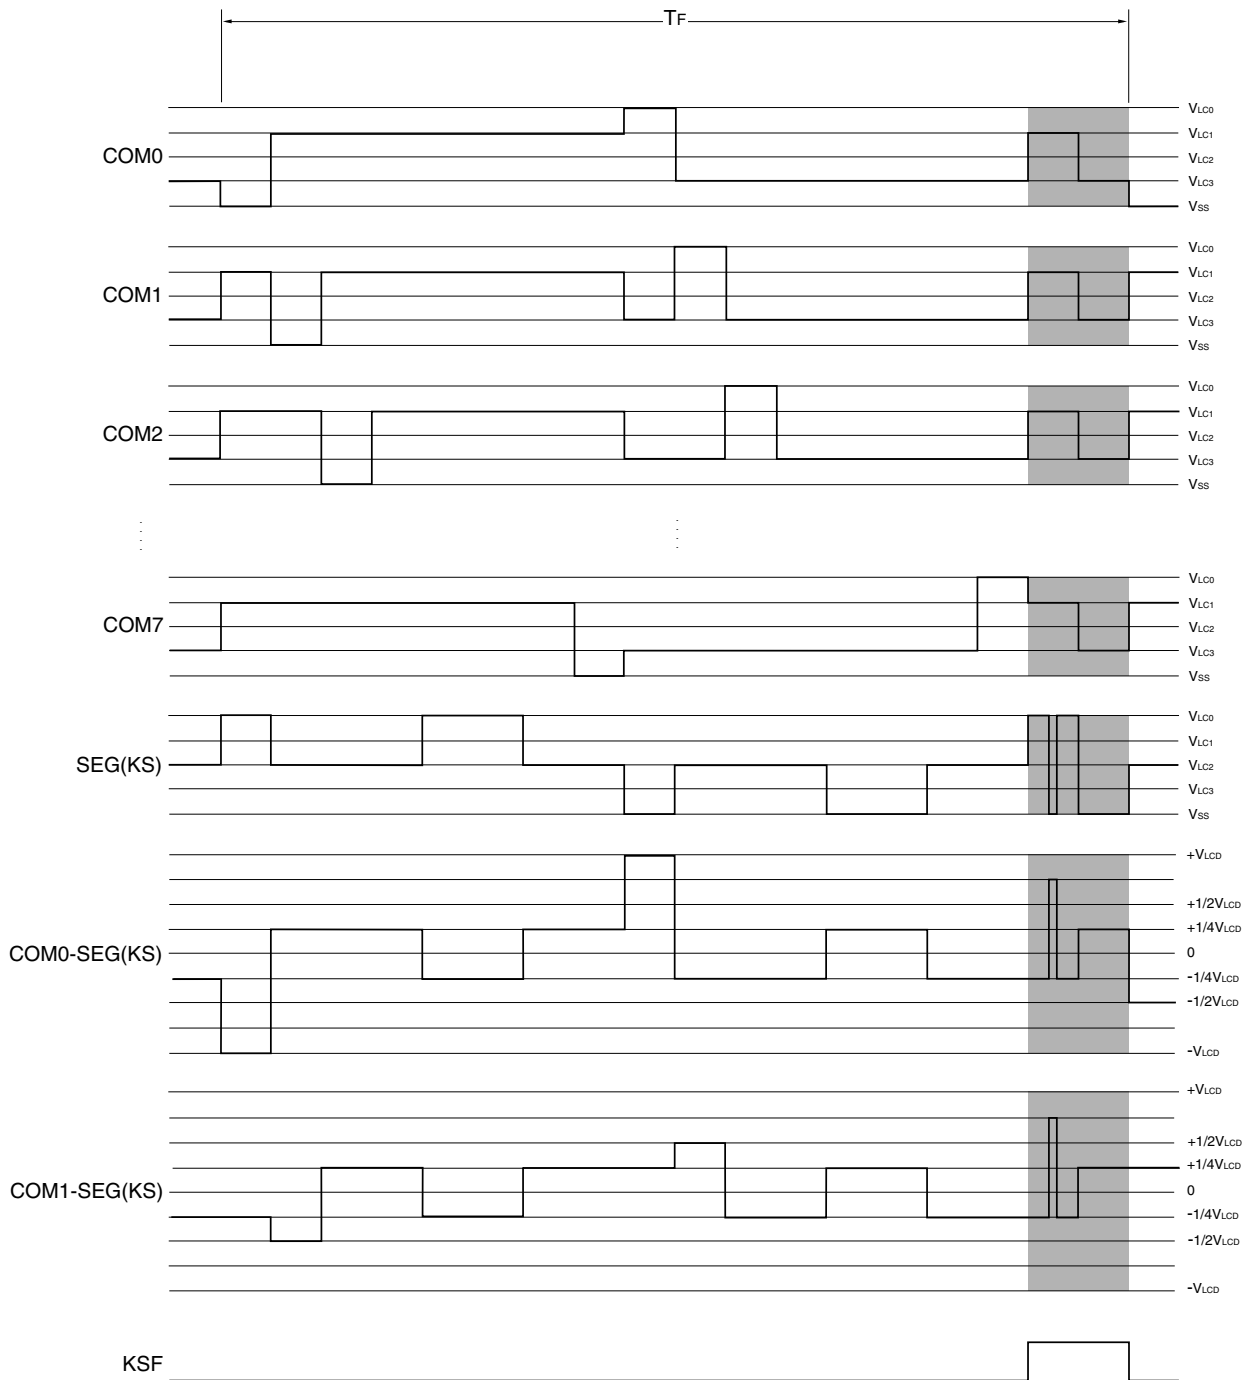 TF
COM0
VLC0
VLC1
VLC2
VLC3
VSS
COM1
VLC0
VLC1
VLC2
VLC3
VSS
COM2
VLC0
VLC1
VLC2
VLC3
VSS
COM7
VLC0
VLC1
VLC2
VLC3
VSS
SEG(KS)
VLC0
VLC1
VLC2
VLC3
VSS
COM0-SEG(KS)
+VLCD
+1/2VLCD
+1/4VLCD
0
-1/4VLCD
-1/2VLCD
-VLCD
COM1-SEG(KS)
+VLCD
+1/2VLCD
+1/4VLCD
0
-1/4VLCD
-1/2VLCD
-VLCD
KSF